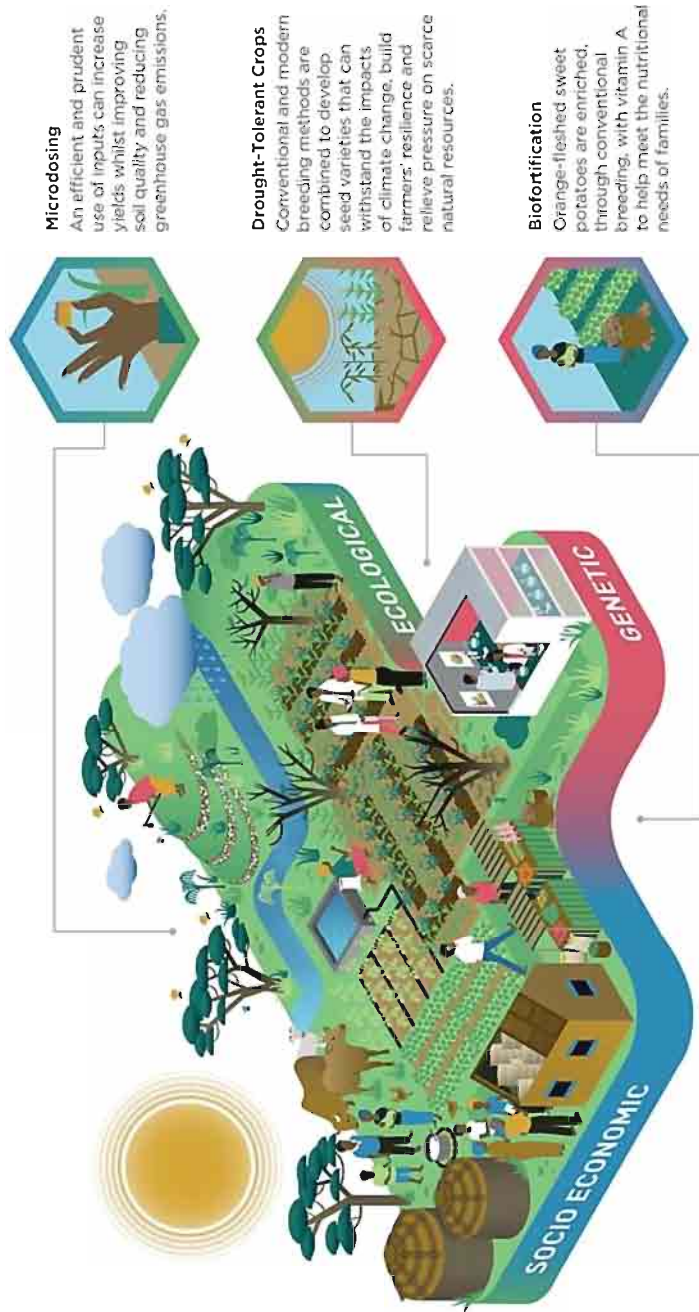 Microdosing
An efficient and prudent
use of inputs can increase
yields whilst improving
soil quality and reducing
greenhouse gas emissions.
Drought-Tolerant Crops
Conventional and modern
breeding methods are
combined to develop
seed varieties that can
withstand the impacts
of climate change, build
farmers' resilience and
relieve pressure on scarce
natural resources.
Biofortification
Orange-fleshed sweet
potatoes are enriched,
through conventional
breeding, with vitamin A
to help meet the nutritional
needs of families.
ECOLOGICAL
GENETIC
SOCIO ECONOMIC